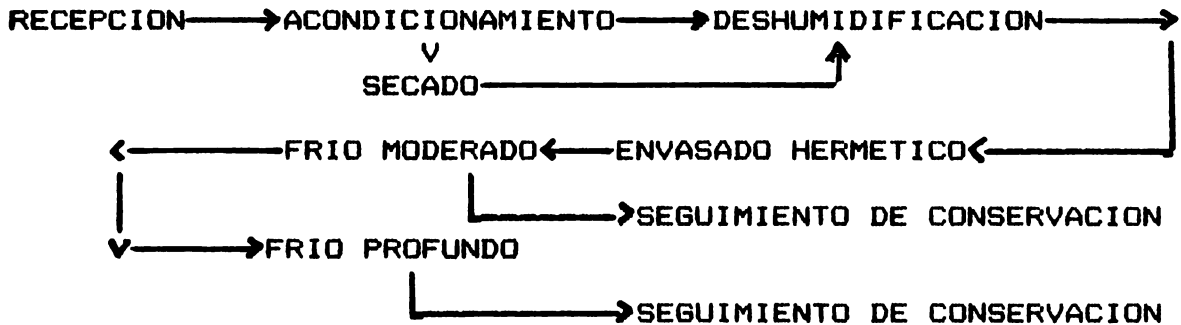 RECEPCION ACONDICIONAMIENTO DESHUMIDIFICACION
SECADO
FRIO MODERADO ENVASADO HERMETICO
SEGUIMIENTO DE CONSERVACION
FRIO PROFUNDO
SEGUIMIENTO DE CONSERVACION